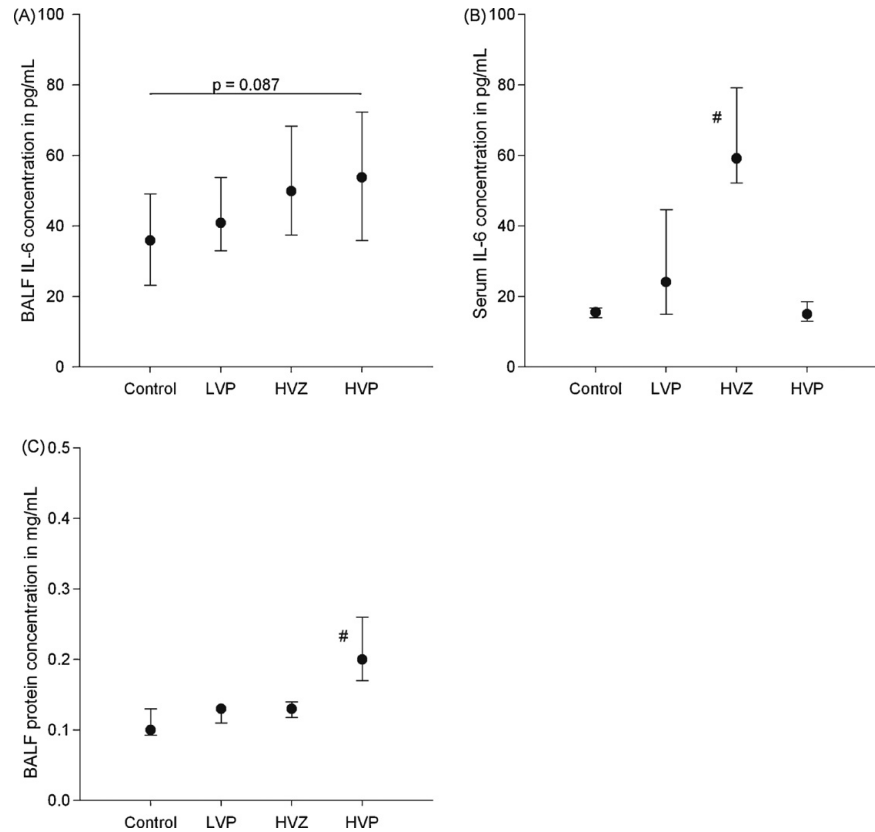 (A)
100
80
60
40
20
0
BALF IL-6 concentration in pg/mL
p = 0.087
Control LVP HVZ HVP
(B)
100
80
60
40
20
0
Serum IL-6 concentration in pg/mL
#
Control LVP HVZ HVP
(C)
0.5
0.4
0.3
0.2
0.1
0.0
BALF protein concentration in mg/mL
#
Control LVP HVZ HVP